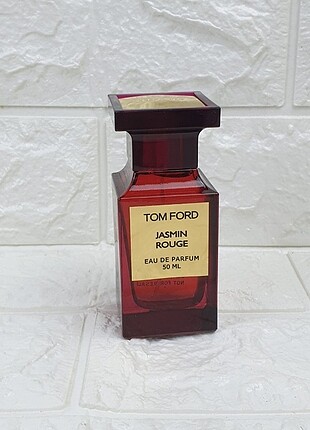 TOM FORD
JASMIN
ROUGE
EAU DE PARFUM
50 ML